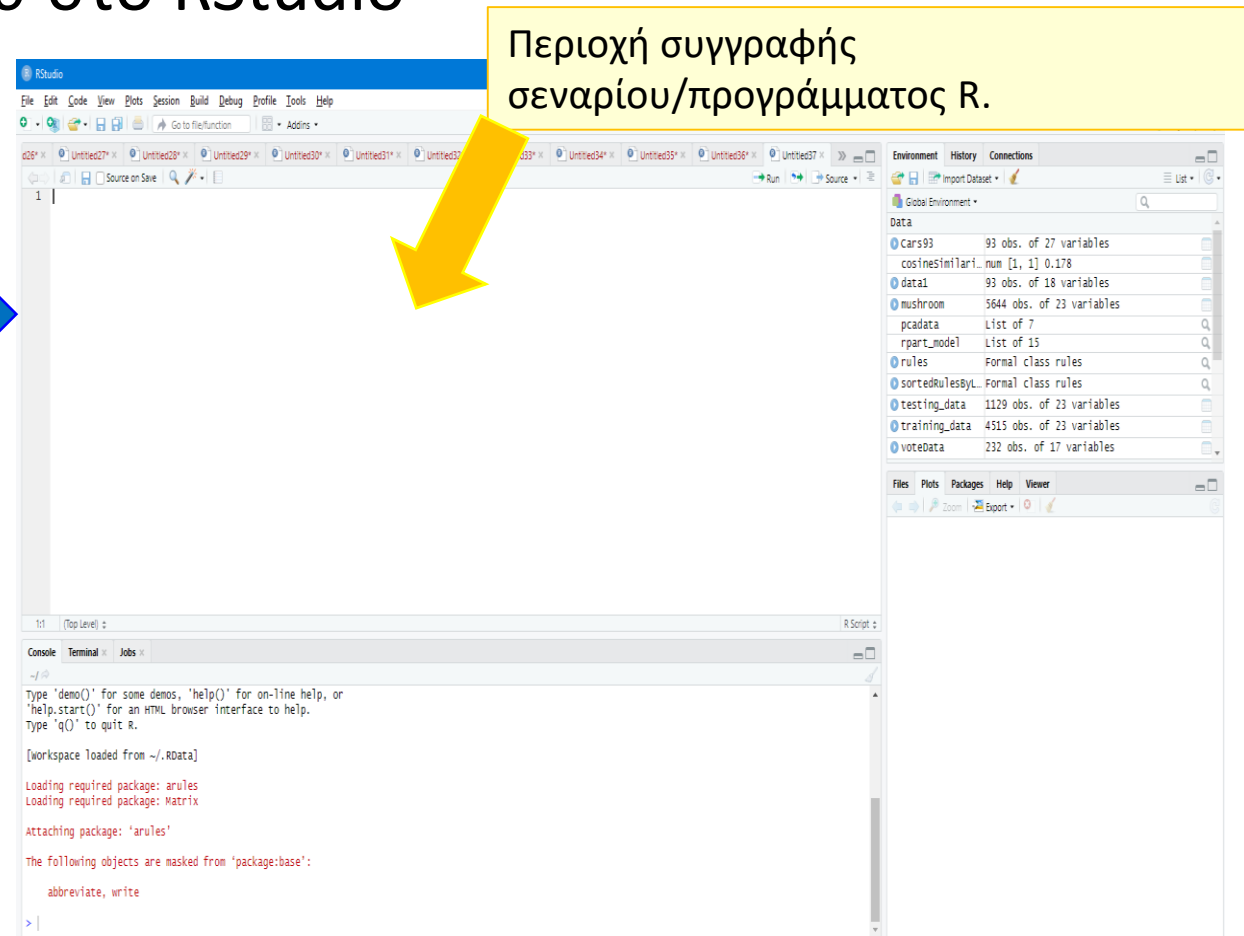 στο RStudio
Περιοχή συγγραφής
σεναρίου/προγράμματος R.
RStudio
File Edit Code View Plots Session Build Debug Profile Tools Help
Go to file/function Addins
d26* Untitled27* Untitled28* Untitled29* Untitled30* Untitled31* Untitled32 d33* Untitled34* Untitled35* Untitled36* Untitled37
Source on Save Run Source
1
1:1 (Top Level) R Script
Console Terminal Jobs
~/
Type 'demo()' for some demos, 'help()' for on-line help, or
'help.start()' for an HTML browser interface to help.
Type 'q()' to quit R.
[Workspace loaded from ~/.RData]
Loading required package: arules
Loading required package: Matrix
Attaching package: ‘arules’
The following objects are masked from ‘package:base’:
abbreviate, write
>
Environment History Connections
Import Dataset List
Global Environment
Data
Cars93 93 obs. of 27 variables
cosineSimilari… num [1, 1] 0.178
data1 93 obs. of 18 variables
mushroom 5644 obs. of 23 variables
pcadata List of 7
rpart_model List of 15
rules Formal class rules
sortedRulesByL… Formal class rules
testing_data 1129 obs. of 23 variables
training_data 4515 obs. of 23 variables
voteData 232 obs. of 17 variables
Files Plots Packages Help Viewer
Zoom Export